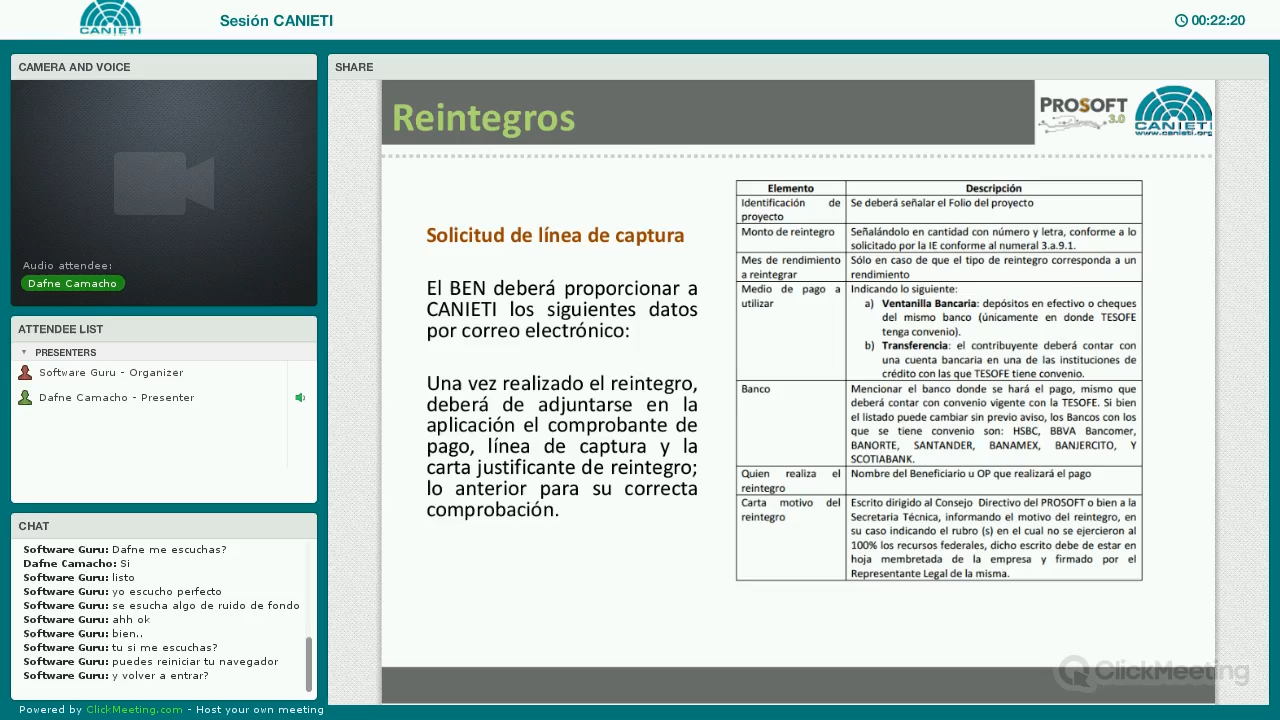 CANIETI
Sesión CANIETI
00:22:20
CAMERA AND VOICE
Audio attendee:
Dafne Camacho
ATTENDEE LIST
PRESENTERS
Software Guru - Organizer
Dafne Camacho - Presenter
CHAT
Software Guru: Dafne me escuchas?
Dafne Camacho: Si
Software Guru: listo
Software Guru: yo escucho perfecto
Software Guru: se escucha algo de ruido de fondo
Software Guru: ahh ok
Software Guru: bien..
Software Guru: tu si me escuchas?
Software Guru: puedes reiniciar tu navegador
Software Guru: y volver a entrar?
Powered by ClickMeeting.com - Host your own meeting
SHARE
Reintegros
PROSOFT
3.0
CANIETI
www.canieti.org
Solicitud de línea de captura
El BEN deberá proporcionar a
CANIETI los siguientes datos
por correo electrónico:
Una vez realizado el reintegro,
deberá de adjuntarse en la
aplicación el comprobante de
pago, línea de captura y la
carta justificante de reintegro;
lo anterior para su correcta
comprobación.
Elemento Descripción
Identificación de Se deberá señalar el Folio del proyecto
proyecto
Monto de reintegro Señalándolo en cantidad con número y letra, conforme a lo
solicitado por la IE conforme al numeral 3.a.9.1.
Mes de rendimiento Sólo en caso de que el tipo de reintegro corresponda a un
a reintegrar rendimiento
Medio de pago a Indicando lo siguiente:
utilizar a) Ventanilla Bancaria: depósitos en efectivo o cheques
del mismo banco (únicamente en donde TESOFE
tenga convenio).
b) Transferencia: el contribuyente deberá contar con
una cuenta bancaria en una de las instituciones de
crédito con las que TESOFE tiene convenio.
Banco Mencionar el banco donde se hará el pago, mismo que
deberá contar con convenio vigente con la TESOFE. Si bien
el listado puede cambiar sin previo aviso, los Bancos con los
que se tiene convenio son: HSBC, BBVA Bancomer,
BANORTE, SANTANDER, BANAMEX, BANJERCITO, Y
SCOTIABANK.
Quien realiza el Nombre del Beneficiario u OP que realizará el pago
reintegro
Carta motivo del Escrito dirigido al Consejo Directivo del PROSOFT o bien a la
reintegro Secretaria Técnica, informando el motivo del reintegro, en
su caso indicando el rubro (s) en el cual no se ejercieron al
100% los recursos federales, dicho escrito debe de estar en
hoja membretada de la empresa y firmado por el
Representante Legal de la misma.
ClickMeeting